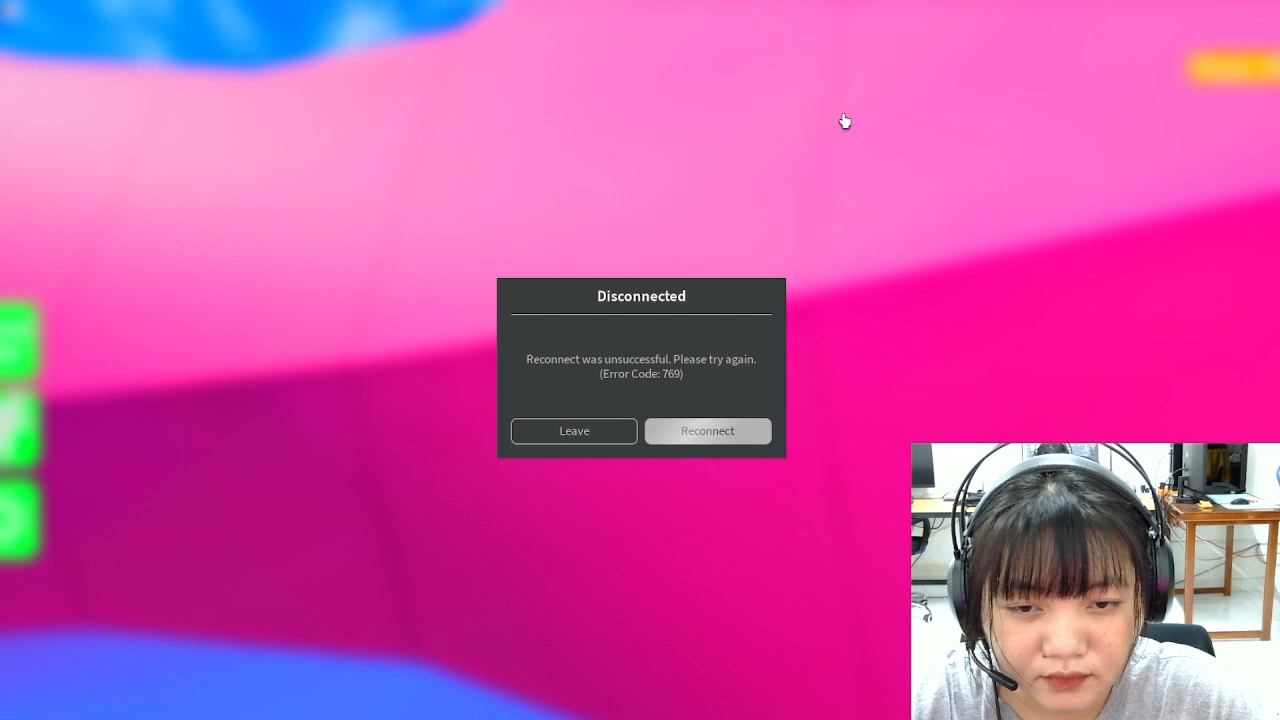 Disconnected
Reconnect was unsuccessful. Please try again.
(Error Code: 769)
Leave
Reconnect